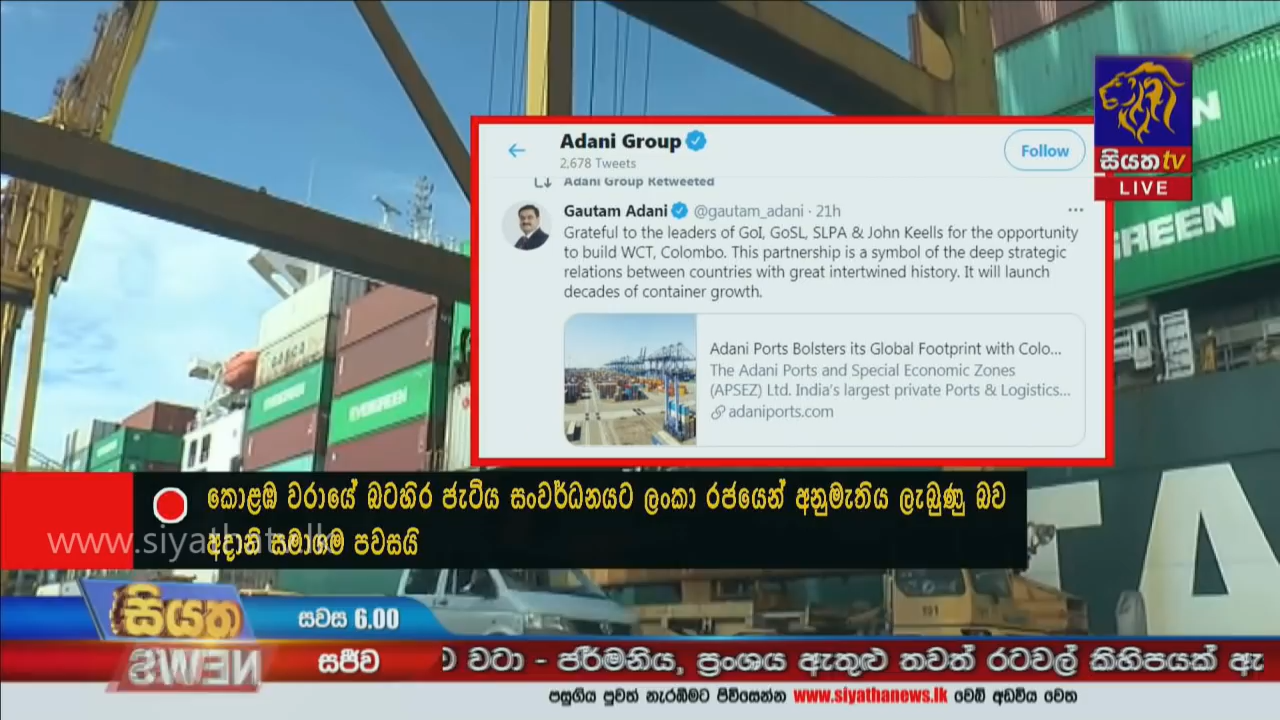 සියත tv
LIVE
Adani Group
2,678 Tweets
Follow
Adani Group Retweeted
Gautam Adani @gautam_adani · 21h
Grateful to the leaders of GoI, GoSL, SLPA & John Keells for the opportunity
to build WCT, Colombo. This partnership is a symbol of the deep strategic
relations between countries with great intertwined history. It will launch
decades of container growth.
Adani Ports Bolsters its Global Footprint with Colo...
The Adani Ports and Special Economic Zones
(APSEZ) Ltd. India's largest private Ports & Logistics...
adaniports.com
EVERGREEN
EVERGREEN
GREEN
කොළඹ වරායේ බටහිර ජැටිය සංවර්ධනයට ලංකා රජයෙන් අනුමැතිය ලැබුණු බව
අදානි සමාගම පවසයි
සියත
NEWS
සවස 6.00
සජීව
ව වටා - ජර්මනිය, ප්‍රංශය ඇතුළු තවත් රටවල් කිහිපයක් ඇ
පසුගිය පුවත් නැරඹීමට පිවිසෙන්න www.siyathanews.lk වෙබ් අඩවිය වෙත